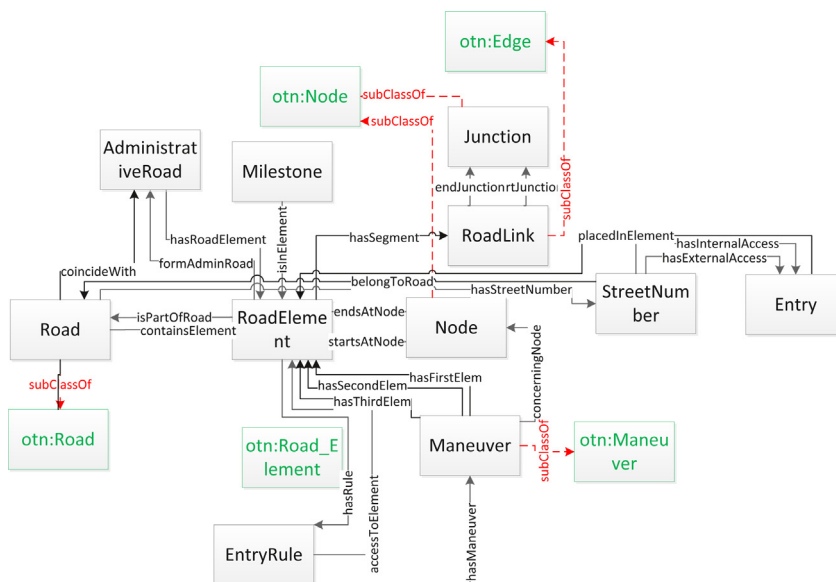 otn:Edge
otn:Node
subClassOf
subClassOf
Administrat
iveRoad
Milestone
Junction
endJunction
rtJunction
subClassOf
hasRoadElement
isInElement
hasSegment
RoadLink
placedInElement
hasInternalAccess
hasExternalAccess
formAdminRoad
coincideWith
belongToRoad
hasStreetNumber
StreetNu
mber
Entry
Road
isPartOfRoad
containsElement
RoadEleme
nt
endsAtNode
startsAtNode
Node
concerningNode
subClassOf
hasFirstElem
hasSecondElem
hasThirdElem
otn:Road
otn:Road_E
lement
Maneuver
subClassOf
otn:Maneu
ver
hasRule
accessToElement
hasManeuver
EntryRule